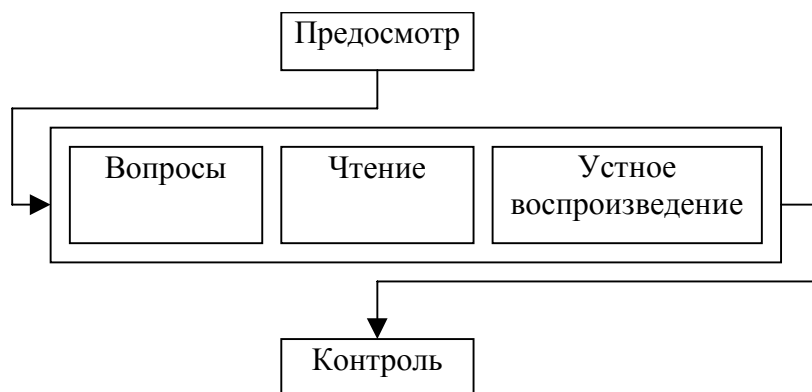 Предосмотр
Вопросы
Чтение
Устное
воспроизведение
Контроль